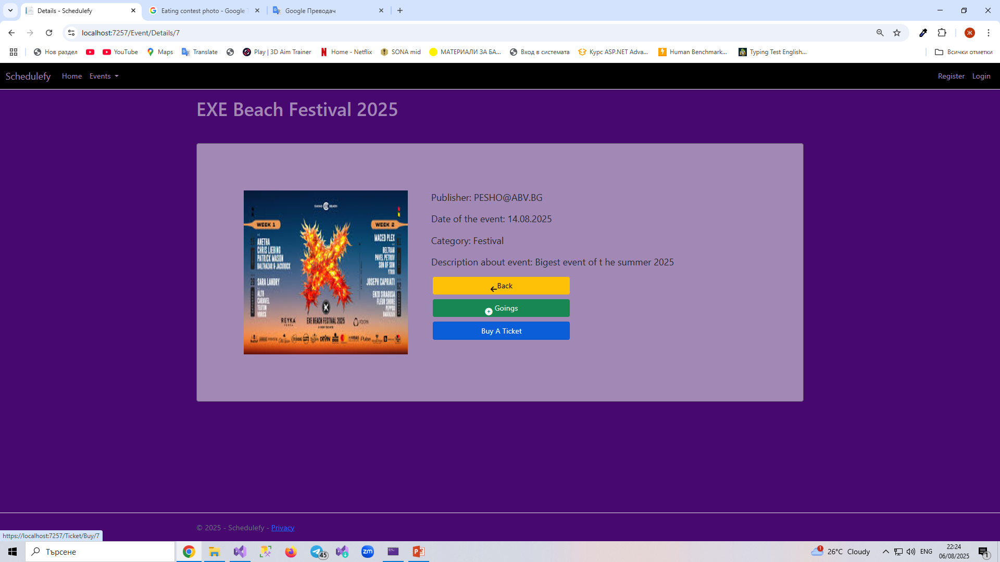 Details - Schedulefy
Eating contest photo - Google
Google Преводач
localhost:7257/Event/Details/7
Ж
Нов раздел
YouTube
Maps
Translate
Play | 3D Aim Trainer
Home - Netflix
SONA mid
МАТЕРИАЛИ ЗА БА...
Вход в системата
Курс ASP.NET Adva...
Human Benchmark...
Typing Test English...
Всички отметки
Schedulefy
Home
Events
Register
Login
EXE Beach Festival 2025
WEEK 1
WEEK 2
ANETHA
CHRIS LIEBING
PATRICK MASON
BALTHAZAR & JACKROCK
SARA LANDRY
MACEO PLEX
BELTRAN
PAVEL PETROV
SON OF SON
JOSEPH CAPRIATI
ENZO SIRAGUSA
FLEUR SHORE
REYKA
EXE BEACH FESTIVAL 2025
DEVIN
Publisher: PESHO@ABV.BG
Date of the event: 14.08.2025
Category: Festival
Description about event: Bigest event of t he summer 2025
Back
Goings
Buy A Ticket
© 2025 - Schedulefy - Privacy
https://localhost:7257/Ticket/Buy/7
Търсене
45
zm
1
26°C Cloudy
ENG
22:24
06/08/2025
1